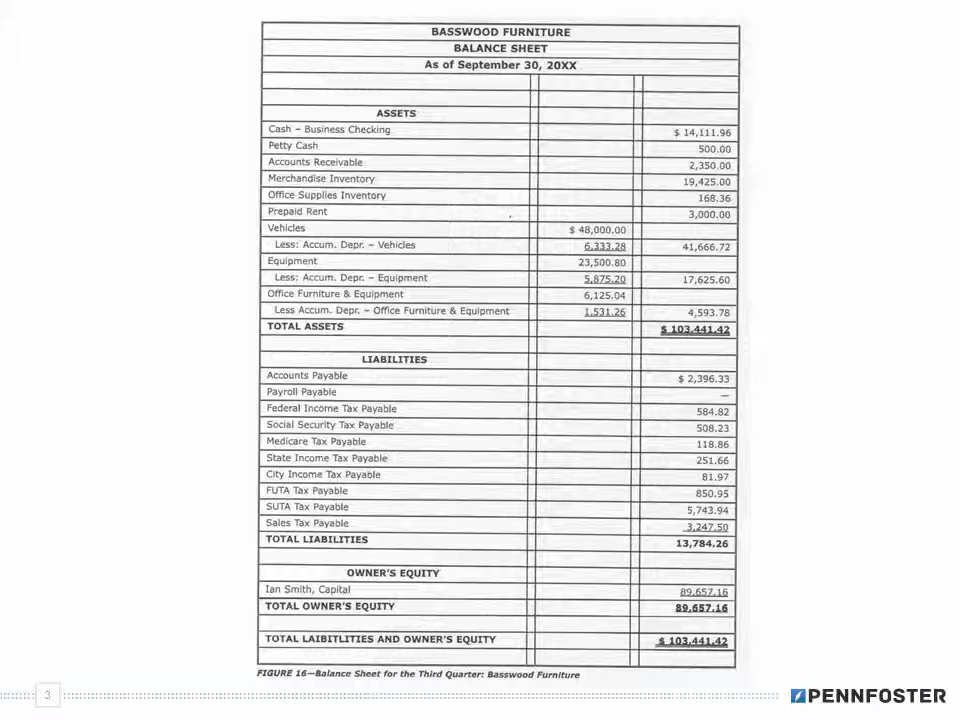 BASSWOOD FURNITURE
BALANCE SHEET
As of September 30, 20XX
ASSETS
Cash – Business Checking $ 14,111.96
Petty Cash 500.00
Accounts Receivable 2,350.00
Merchandise Inventory 19,425.00
Office Supplies Inventory 168.36
Prepaid Rent 3,000.00
Vehicles $ 48,000.00
Less: Accum. Depr. – Vehicles 6,333.28 41,666.72
Equipment 23,500.80
Less: Accum. Depr. – Equipment 5,875.20 17,625.60
Office Furniture & Equipment 6,125.04
Less Accum. Depr. – Office Furniture & Equipment 1,531.26 4,593.78
TOTAL ASSETS $ 103,441.42
LIABILITIES
Accounts Payable $ 2,396.33
Payroll Payable —
Federal Income Tax Payable 584.82
Social Security Tax Payable 508.23
Medicare Tax Payable 118.86
State Income Tax Payable 251.66
City Income Tax Payable 81.97
FUTA Tax Payable 850.95
SUTA Tax Payable 5,743.94
Sales Tax Payable 3,247.50
TOTAL LIABILITIES 13,784.26
OWNER'S EQUITY
Ian Smith, Capital 89,657.16
TOTAL OWNER'S EQUITY 89,657.16
TOTAL LAIBITLITIES AND OWNER'S EQUITY $ 103,441.42
FIGURE 16—Balance Sheet for the Third Quarter: Basswood Furniture
3
PENNFOSTER